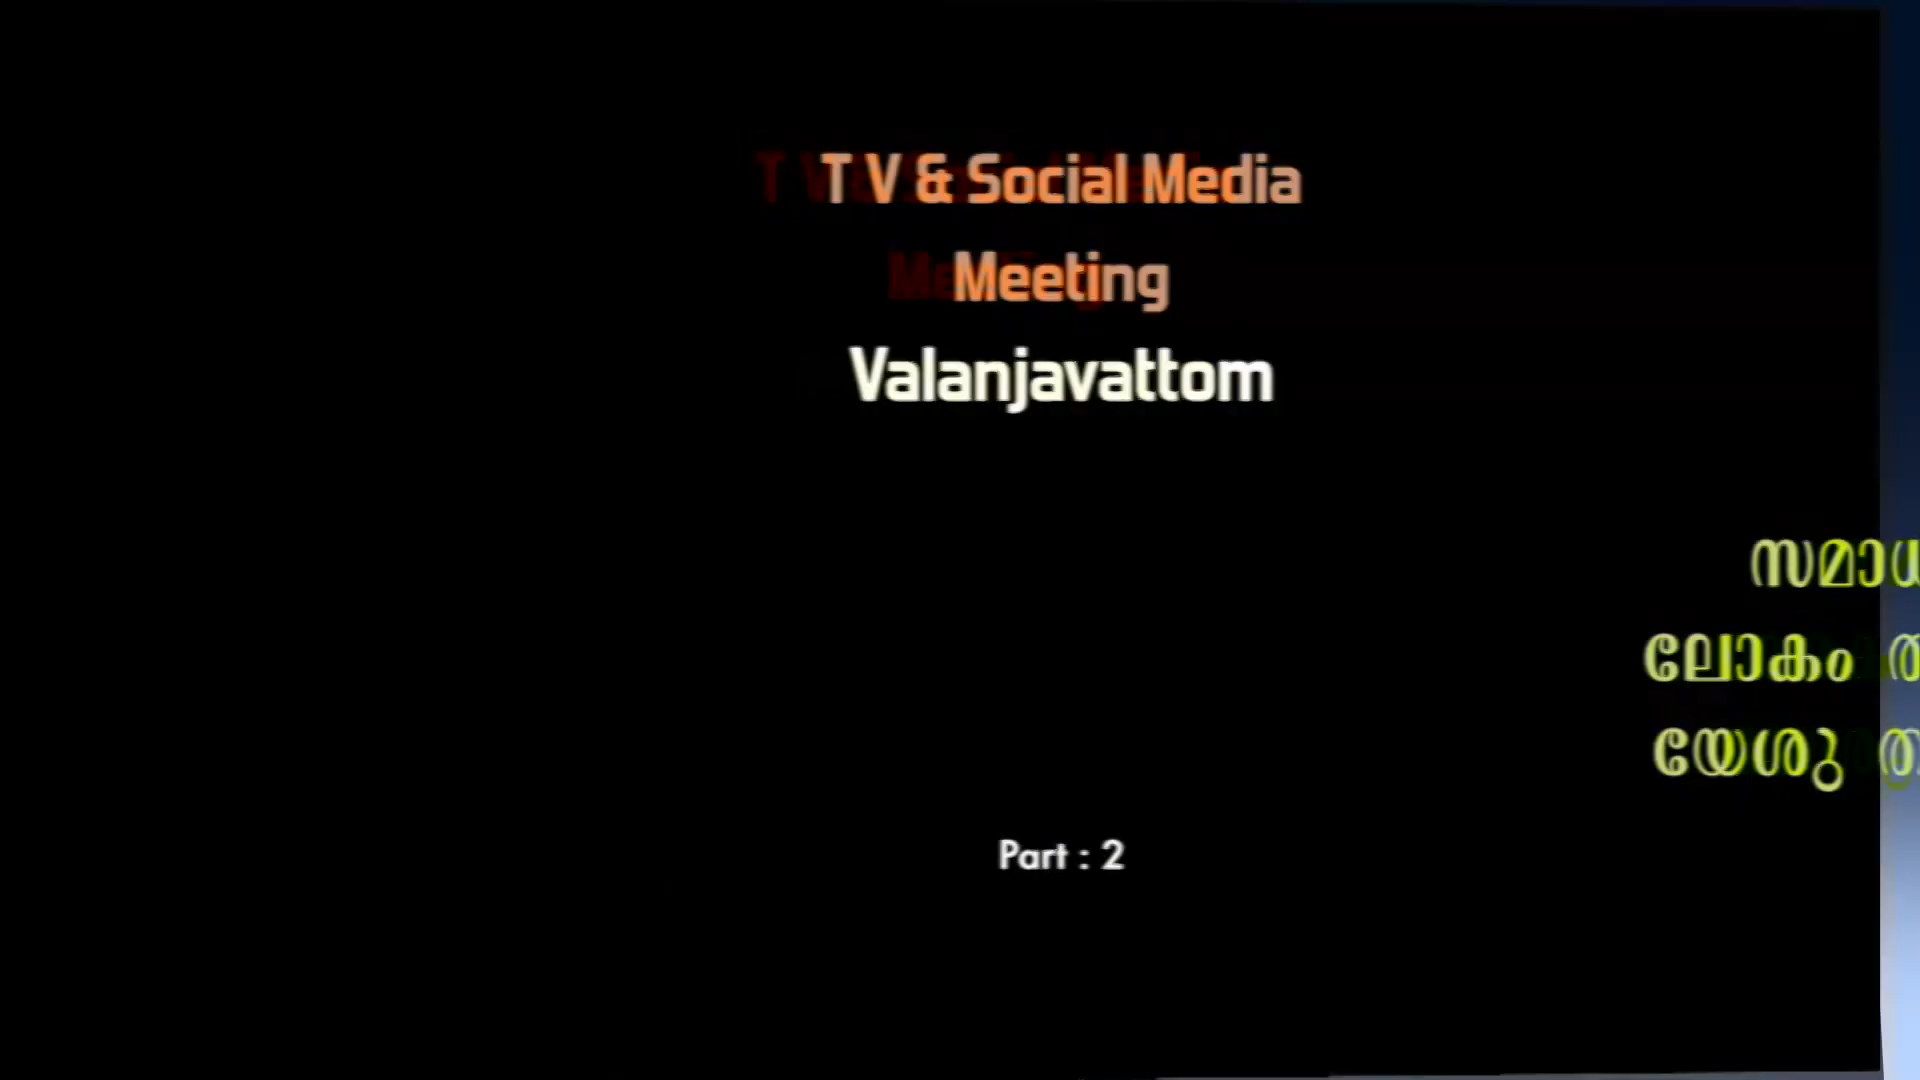 T V & Social Media
Meeting
Valanjavattom
ലോകം
യേശു
Part : 2